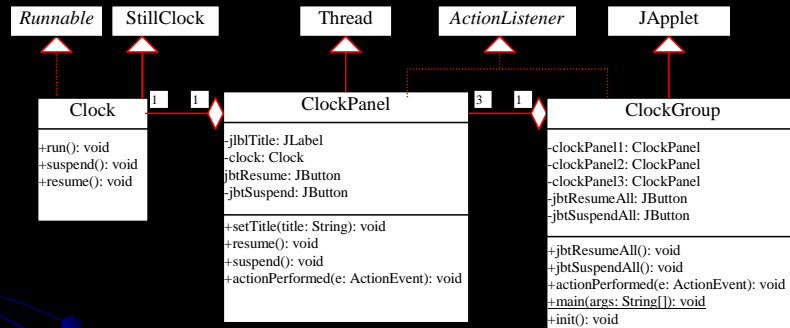 Runnable
StillClock
Thread
ActionListener
JApplet
Clock
+run(): void
+suspend(): void
+resume(): void
1
1
ClockPanel
-jlblTitle: JLabel
-clock: Clock
jbtResume: JButton
-jbtSuspend: JButton
+setTitle(title: String): void
+resume(): void
+suspend(): void
+actionPerformed(e: ActionEvent): void
3
1
ClockGroup
-clockPanel1: ClockPanel
-clockPanel2: ClockPanel
-clockPanel3: ClockPanel
-jbtResumeAll: JButton
-jbtSuspendAll: JButton
+jbtResumeAll(): void
+jbtSuspendAll(): void
+actionPerformed(e: ActionEvent): void
+main(args: String[]): void
+init(): void